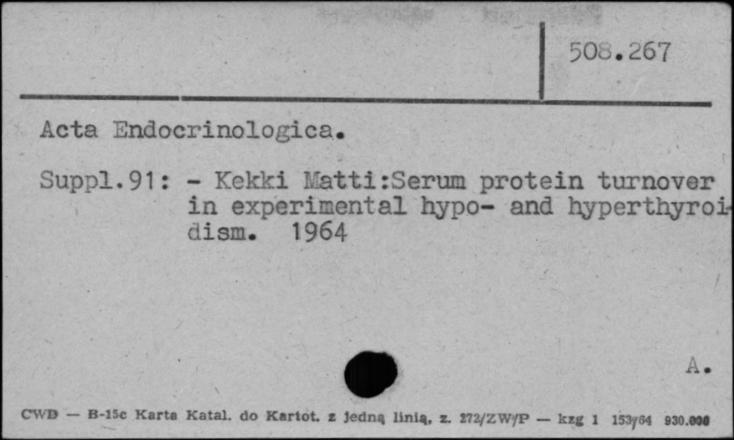 508.267
Acta Endocrinologica.
Suppl.91: - Kekki Matti:Serum protein turnover
in experimental hypo- and hyperthyroi-
dism. 1964
A.
CWD — B-15c Karta Katal. do Kartot. z jedną linią, z. 272/ZW/P — kzg 1 153/64 930.000